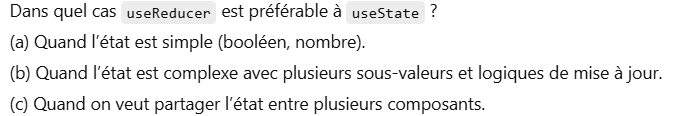 Dans quel cas useReducer est préférable à useState ?
(a) Quand l’état est simple (booléen, nombre).
(b) Quand l’état est complexe avec plusieurs sous-valeurs et logiques de mise à jour.
(c) Quand on veut partager l’état entre plusieurs composants.